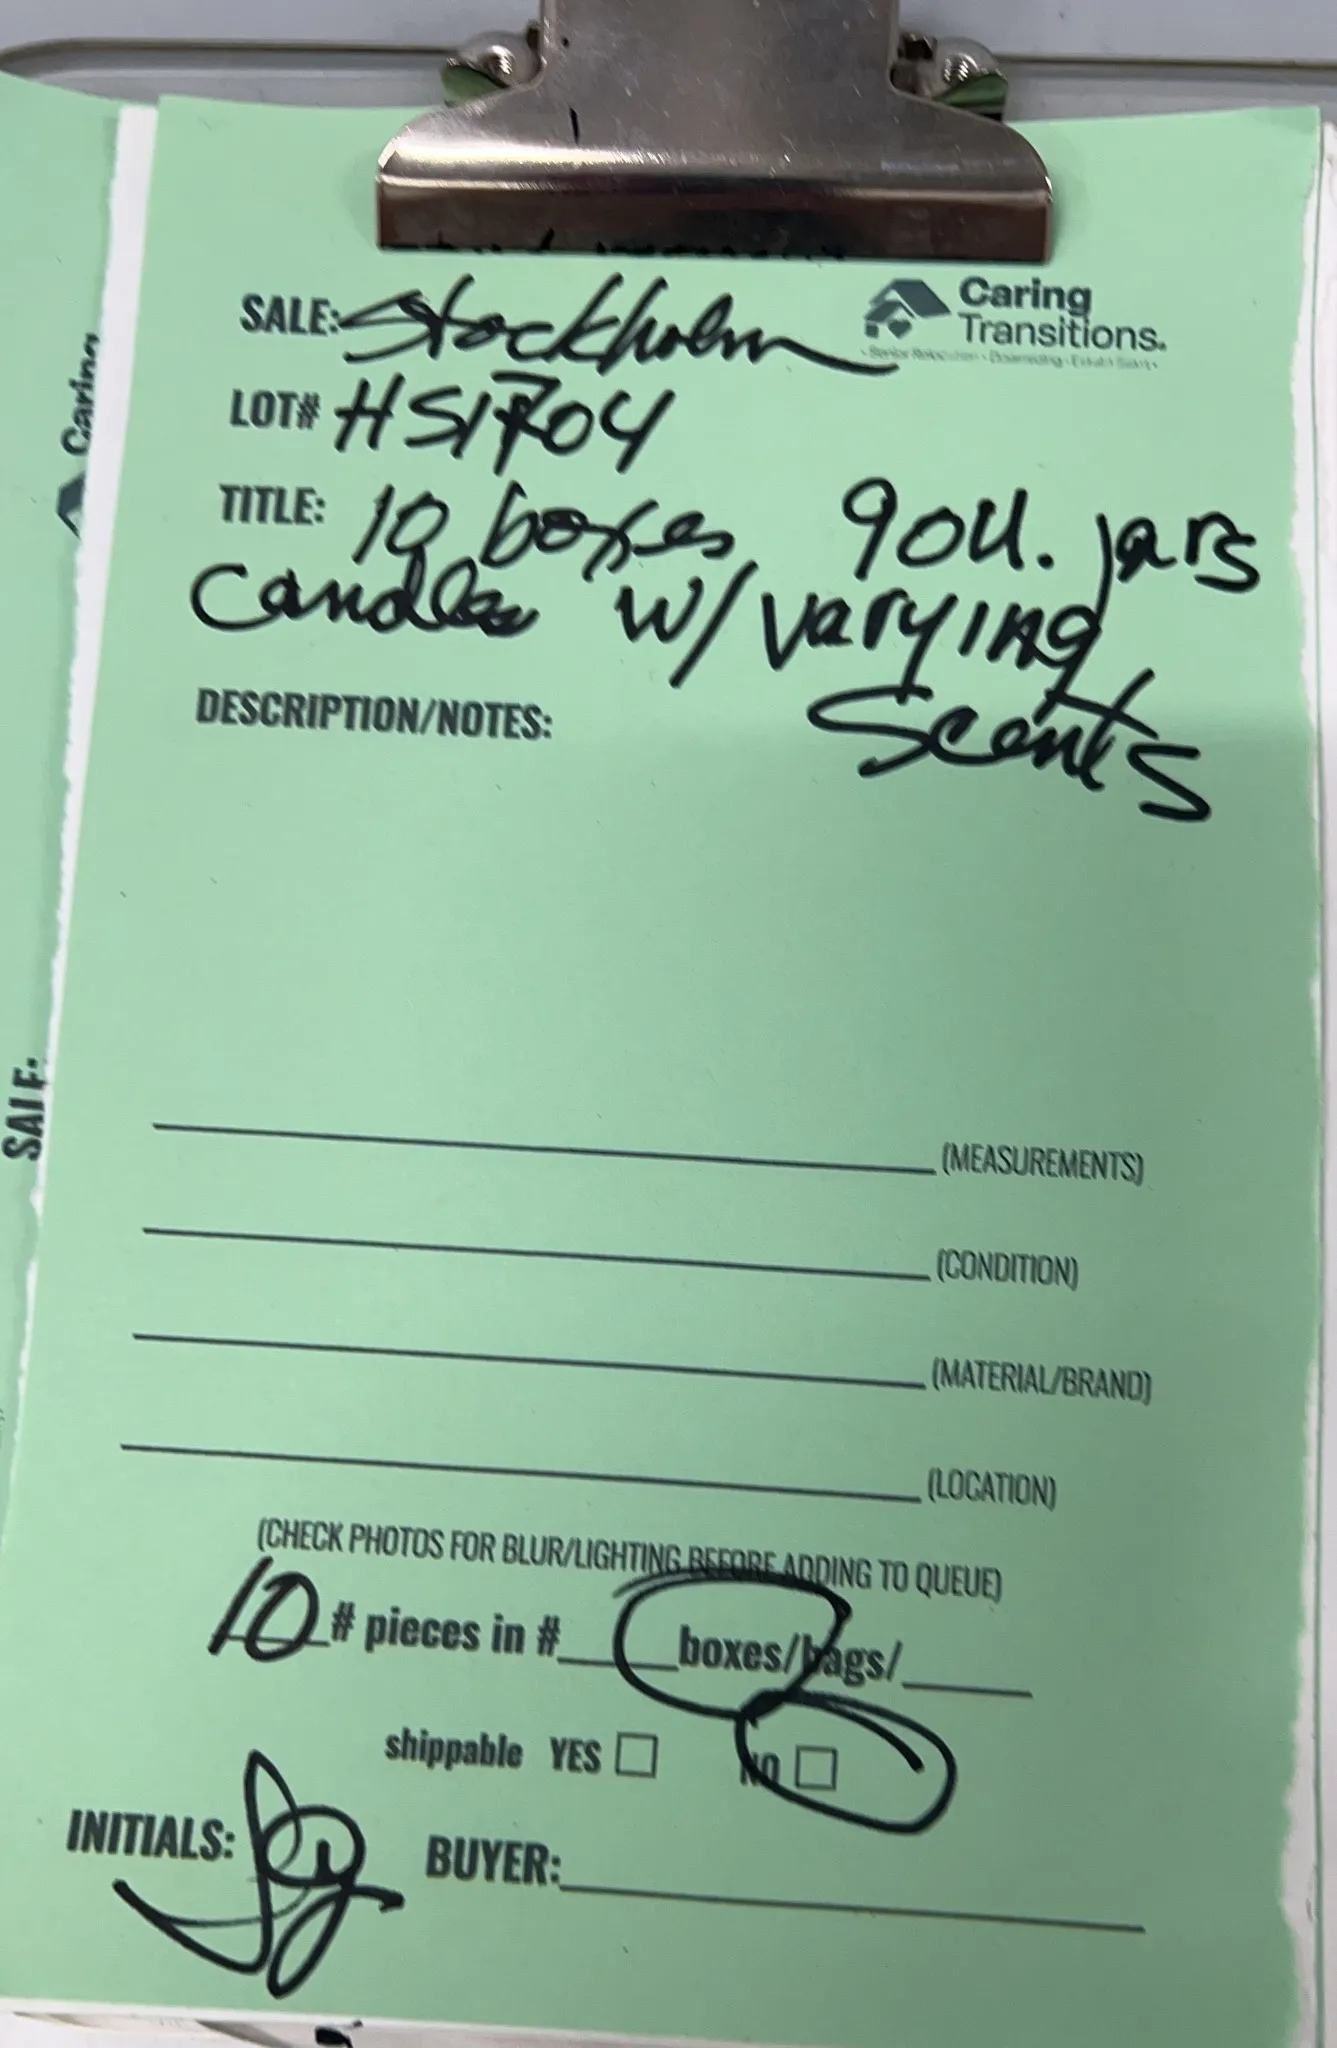 SALE: Stockholm
Caring
Transitions.
LOT# HS1704
TITLE: 10 boxes 9oz. jars
Candles w/ varying
Scents
DESCRIPTION/NOTES:
(MEASUREMENTS)
(CONDITION)
(MATERIAL/BRAND)
(LOCATION)
(CHECK PHOTOS FOR BLUR/LIGHTING BEFORE ADDING TO QUEUE)
10 # pieces in #____boxes/bags/____
shippable YES NO
INITIALS: BUYER:
Caring
SALE: